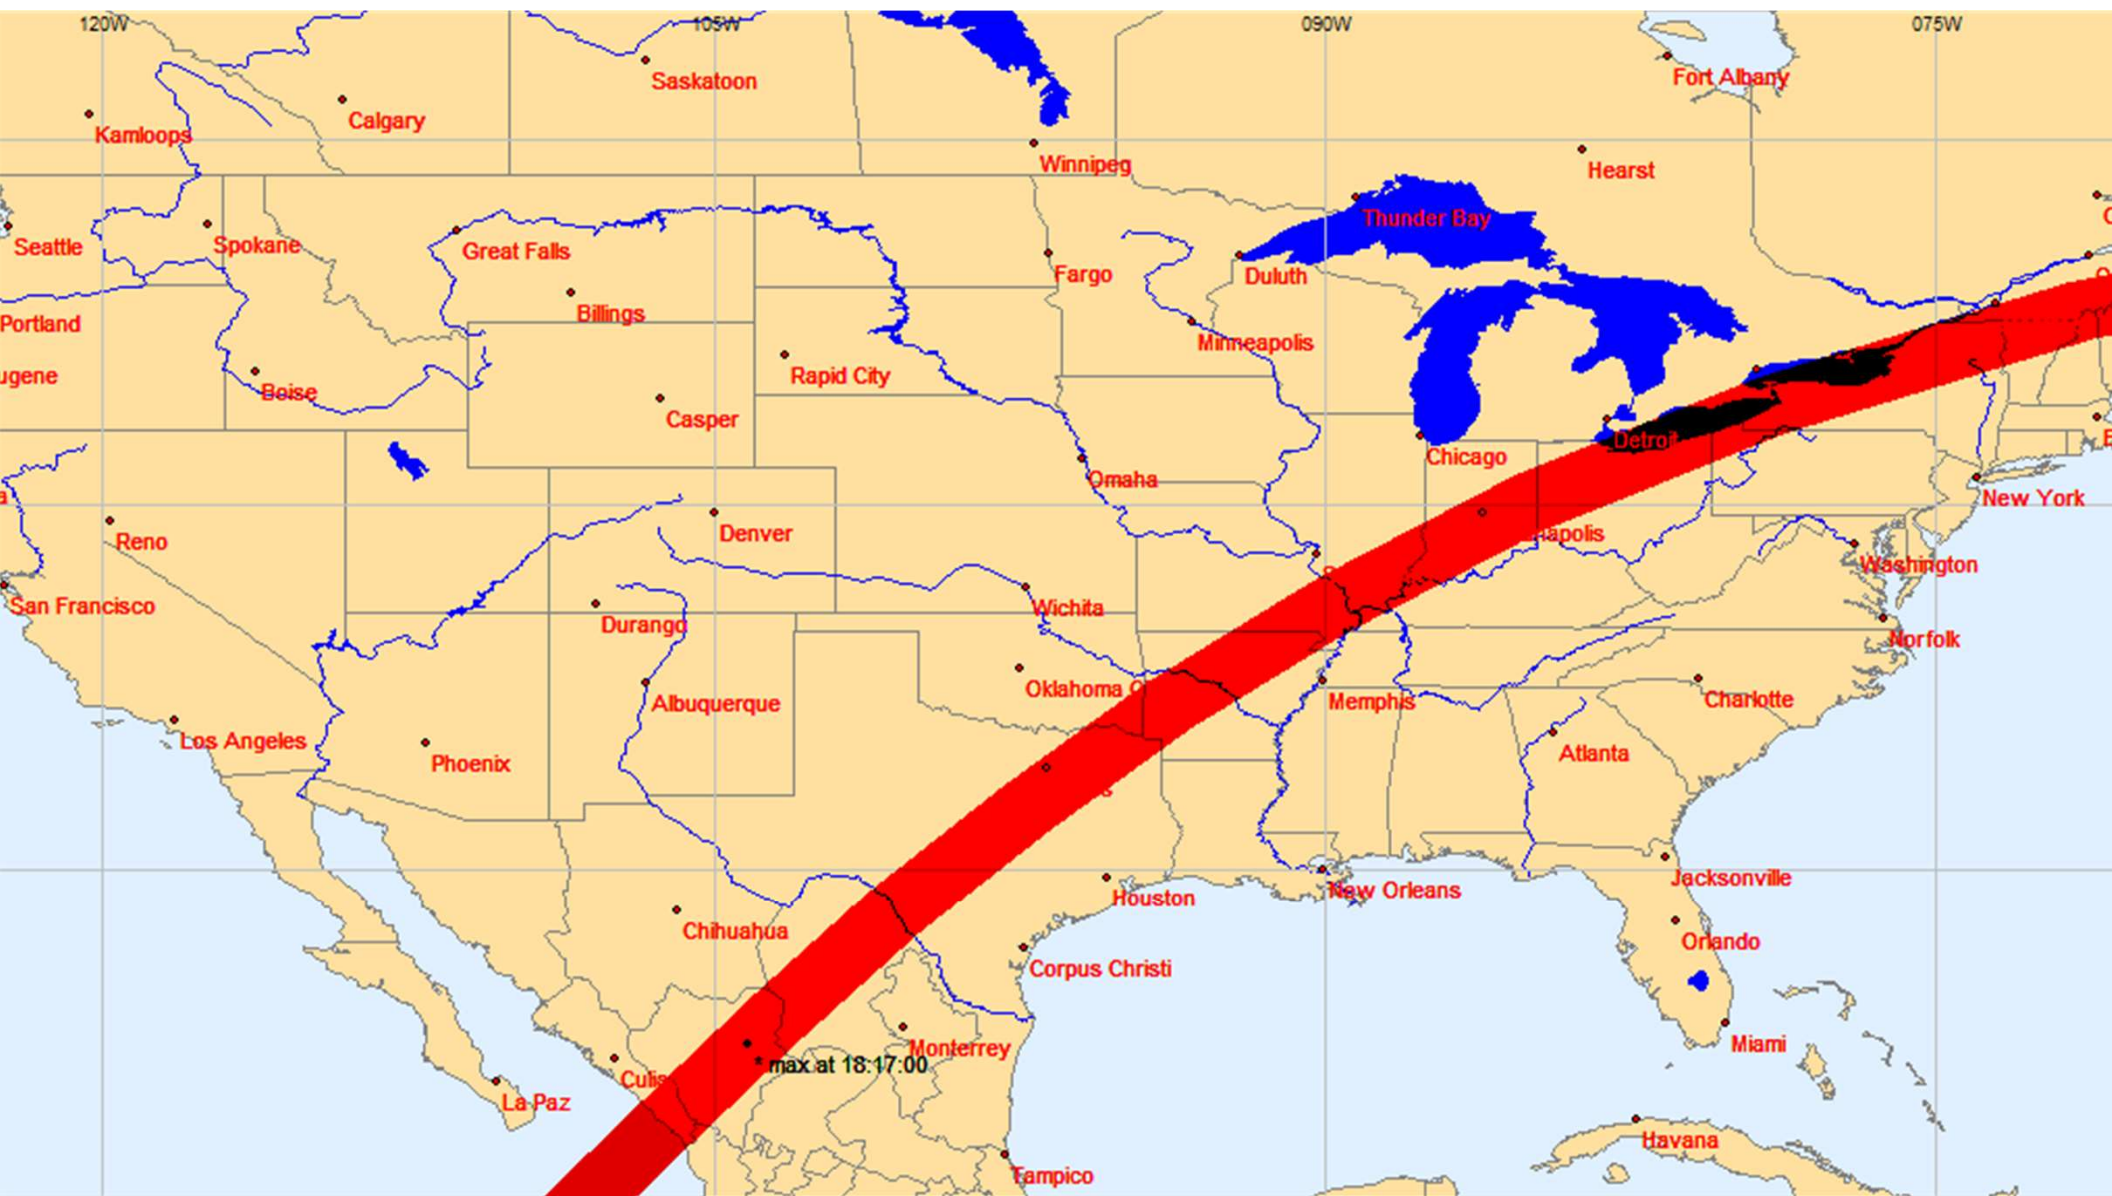 120W
105W
090W
075W
Saskatoon
Fort Albany
Calgary
Kamloops
Winnipeg
Hearst
Thunder Bay
Seattle
Spokane
Great Falls
Fargo
Duluth
Billings
Portland
Minneapolis
ugene
Rapid City
Boise
Casper
Detroit
Chicago
Omaha
New York
Reno
Denver
apolis
Washington
San Francisco
Wichita
Durango
Norfolk
Oklahoma C
Albuquerque
Memphis
Charlotte
Los Angeles
Phoenix
Atlanta
Houston
New Orleans
Jacksonville
Chihuahua
Orlando
Corpus Christi
Monterrey
Miami
* max at 18:17:00
Culia
La Paz
Havana
Tampico